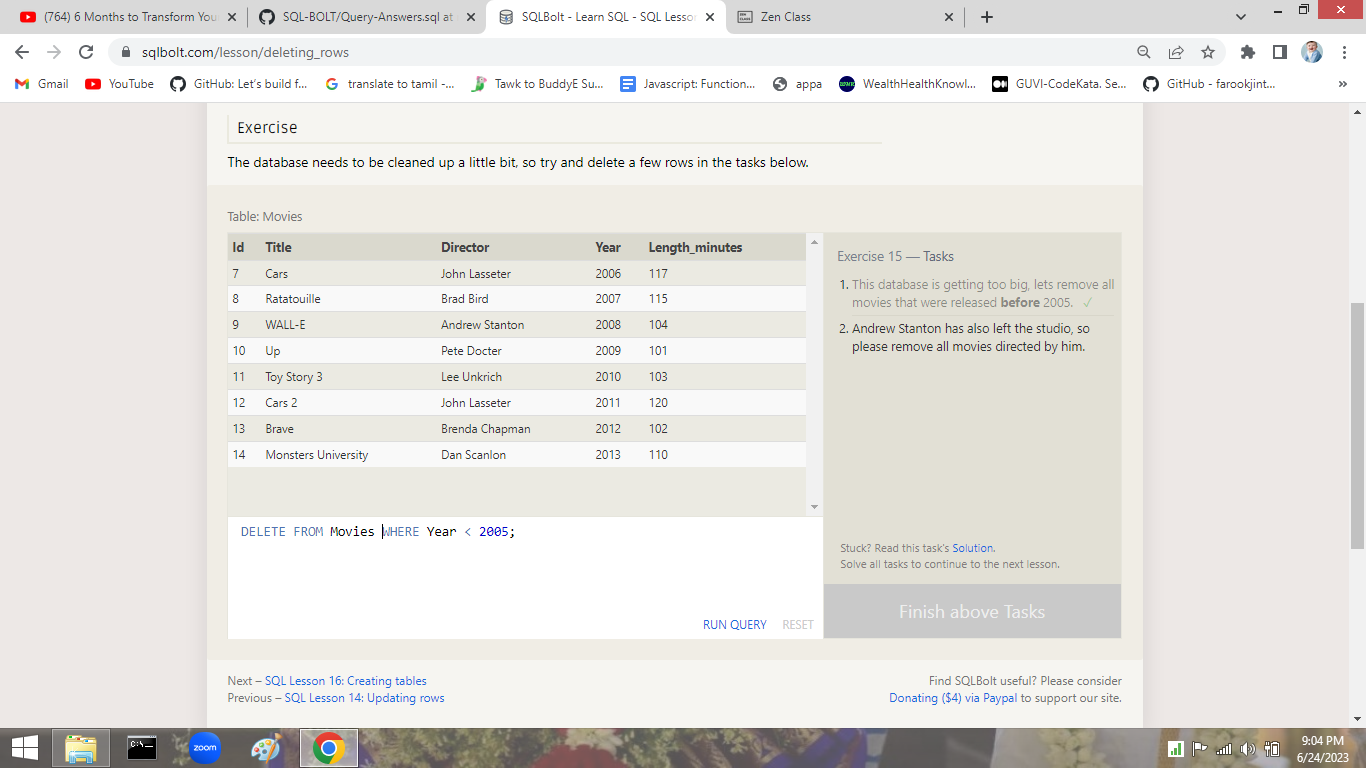 (764) 6 Months to Transform You
SQL-BOLT/Query-Answers.sql at
SQLBolt - Learn SQL - SQL Lesson
Zen Class
sqlbolt.com/lesson/deleting_rows
Gmail
YouTube
GitHub: Let's build f...
translate to tamil -...
Tawk to BuddyE Su...
Javascript: Function...
appa
WealthHealthKnowl...
GUVI-CodeKata. Se...
GitHub - farookjint...
»
Exercise
The database needs to be cleaned up a little bit, so try and delete a few rows in the tasks below.
Table: Movies
Id Title Director Year Length_minutes
7 Cars John Lasseter 2006 117
8 Ratatouille Brad Bird 2007 115
9 WALL-E Andrew Stanton 2008 104
10 Up Pete Docter 2009 101
11 Toy Story 3 Lee Unkrich 2010 103
12 Cars 2 John Lasseter 2011 120
13 Brave Brenda Chapman 2012 102
14 Monsters University Dan Scanlon 2013 110
DELETE FROM Movies WHERE Year < 2005;
RUN QUERY RESET
Exercise 15 — Tasks
1. This database is getting too big, lets remove all
movies that were released before 2005. ✓
2. Andrew Stanton has also left the studio, so
please remove all movies directed by him.
Stuck? Read this task's Solution.
Solve all tasks to continue to the next lesson.
Finish above Tasks
Next – SQL Lesson 16: Creating tables
Previous – SQL Lesson 14: Updating rows
Find SQLBolt useful? Please consider
Donating ($4) via Paypal to support our site.
C:\_
zoom
9:04 PM
6/24/2023